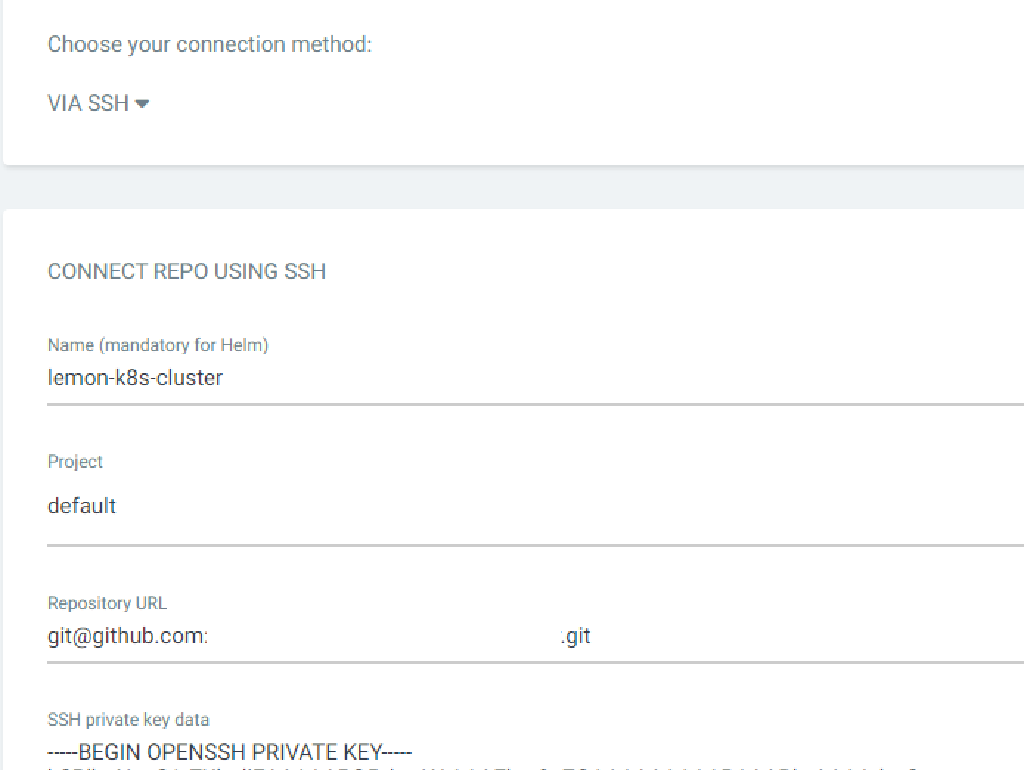 Choose your connection method:
VIA SSH
CONNECT REPO USING SSH
Name (mandatory for Helm)
lemon-k8s-cluster
Project
default
Repository URL
git@github.com: .git
SSH private key data
-----BEGIN OPENSSH PRIVATE KEY-----